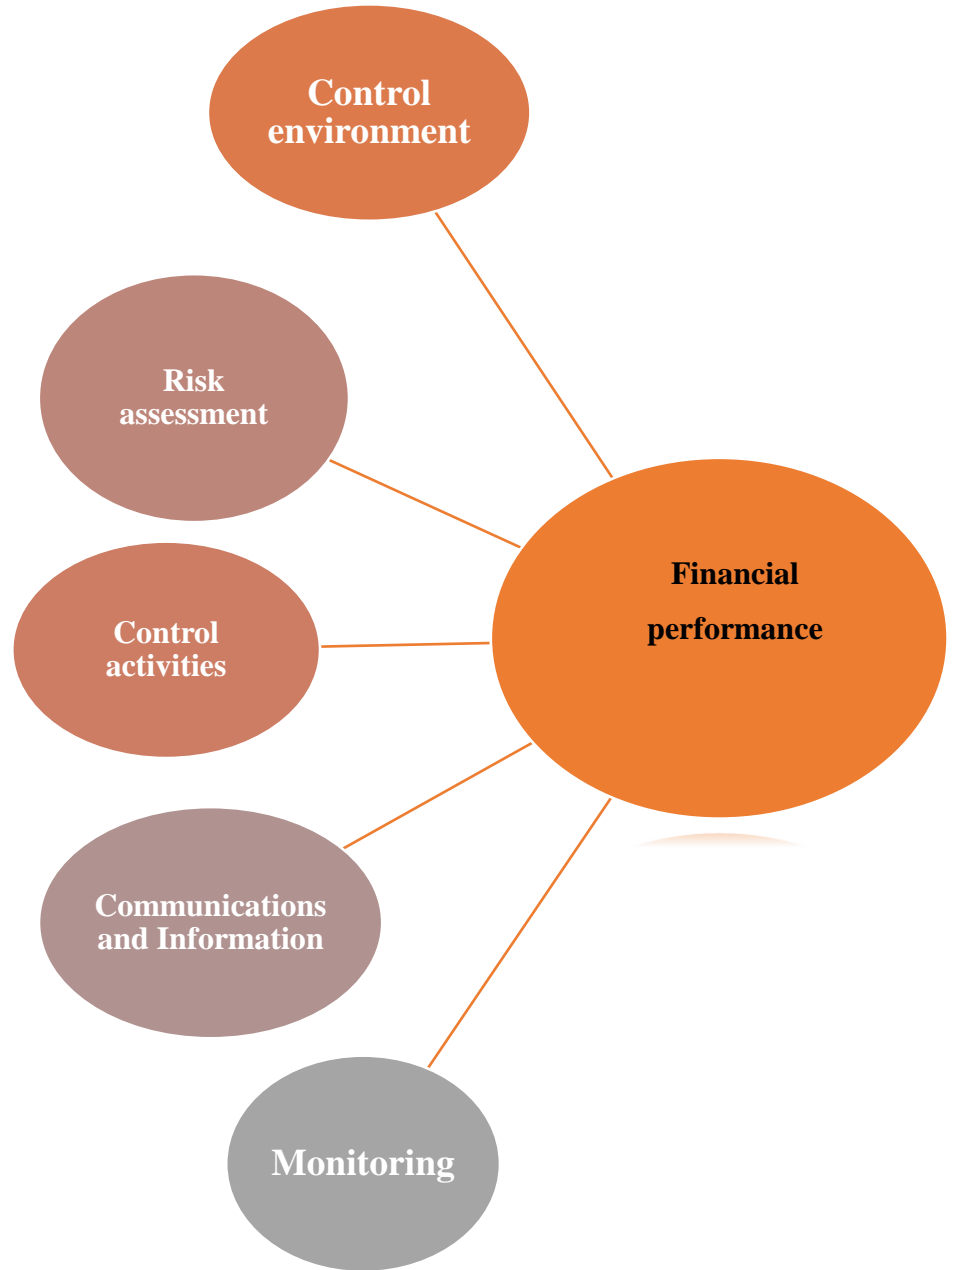 Control
environment
Risk
assessment
Financial
performance
Control
activities
Communications
and Information
Monitoring